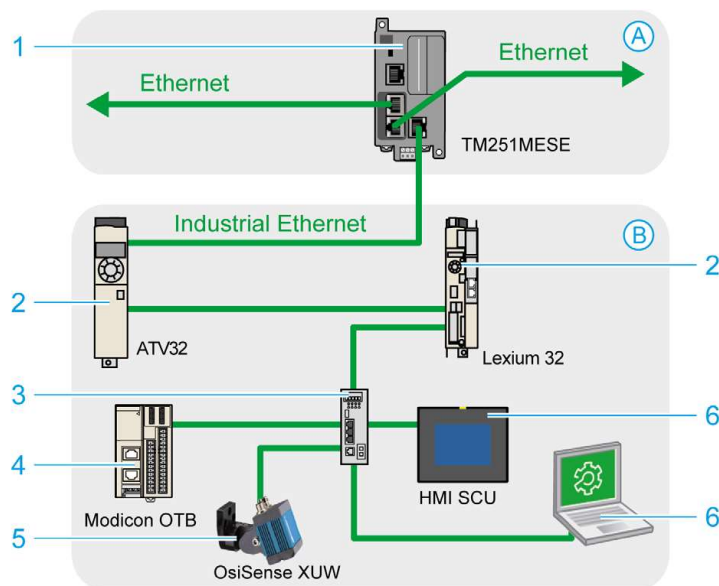 1
Ethernet
Ethernet
A
TM251MESE
Industrial Ethernet
B
2
ATV32
2
Lexium 32
3
4
Modicon OTB
6
HMI SCU
5
OsiSense XUW
6